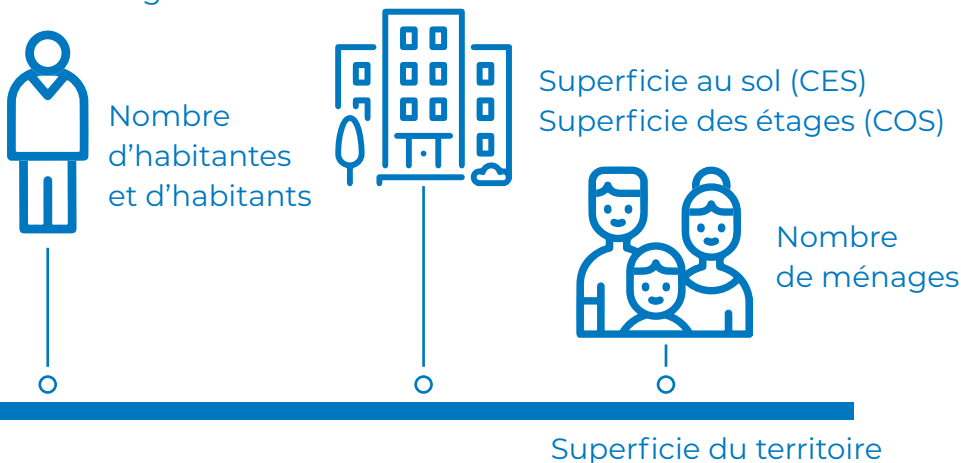 Nombre
d’habitantes
et d’habitants
Superficie au sol (CES)
Superficie des étages (COS)
Nombre
de ménages
Superficie du territoire